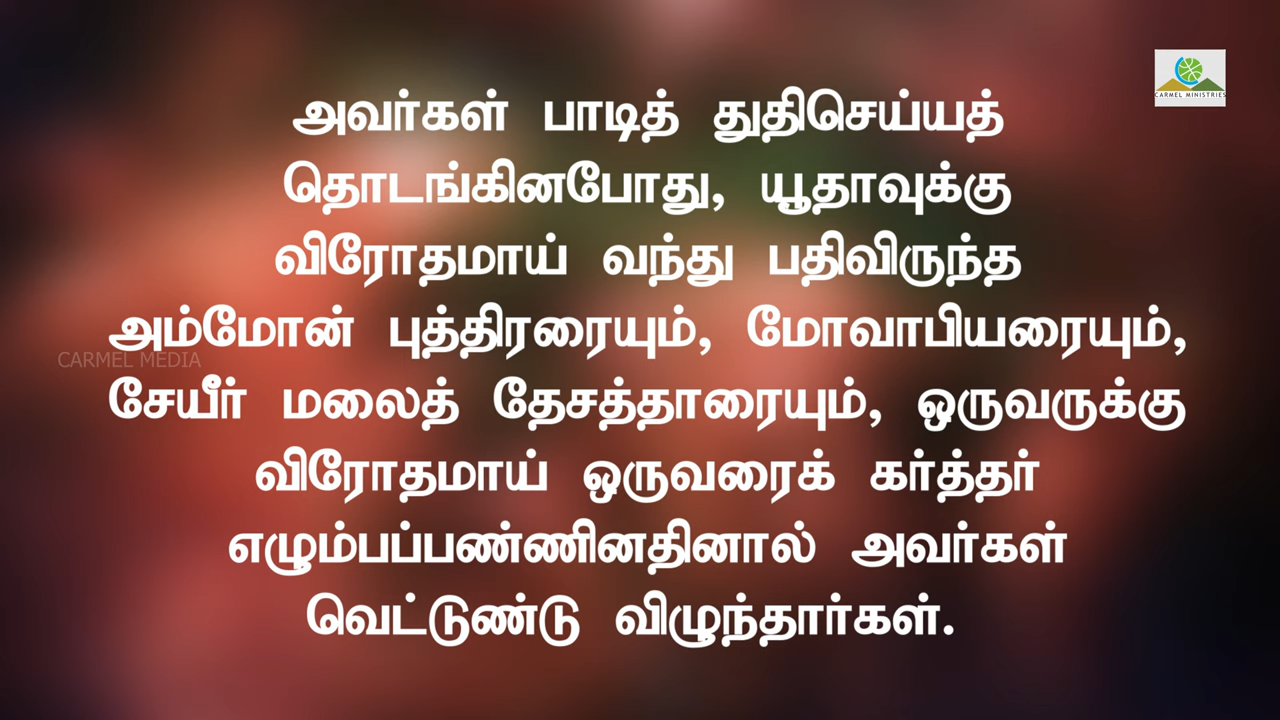 CARMEL MINISTRIES
அவர்கள் பாடித் துதிசெய்யத்
தொடங்கினபோது, யூதாவுக்கு
விரோதமாய் வந்து பதிவிருந்த
அம்மோன் புத்திரரையும், மோவாபியரையும்,
CARMEL MEDIA
சேயீர் மலைத் தேசத்தாரையும், ஒருவருக்கு
விரோதமாய் ஒருவரைக் கர்த்தர்
எழும்பப்பண்ணினதினால் அவர்கள்
வெட்டுண்டு விழுந்தார்கள்.